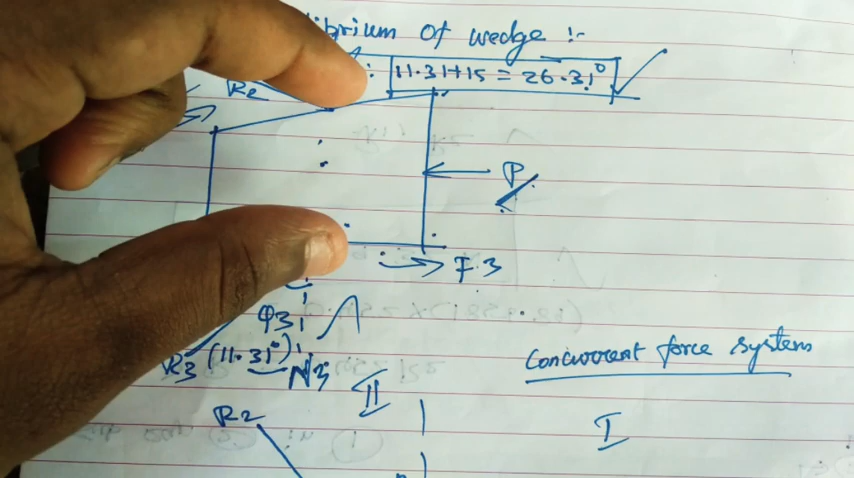 of wedge :-
: 11.31+15 = 26.31°
R2
P
F3
φ3
R3 (11.31°) N3
Concurrent force system
II
I
R2